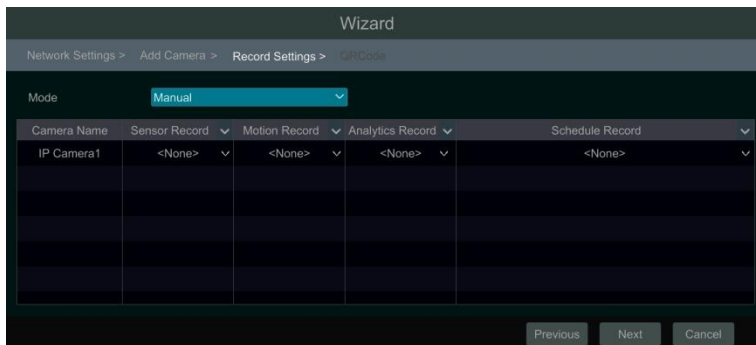 Wizard
Network Settings > Add Camera > Record Settings > QRCode
Mode Manual
Camera Name Sensor Record Motion Record Analytics Record Schedule Record
IP Camera1 <None> <None> <None> <None>
Previous Next Cancel